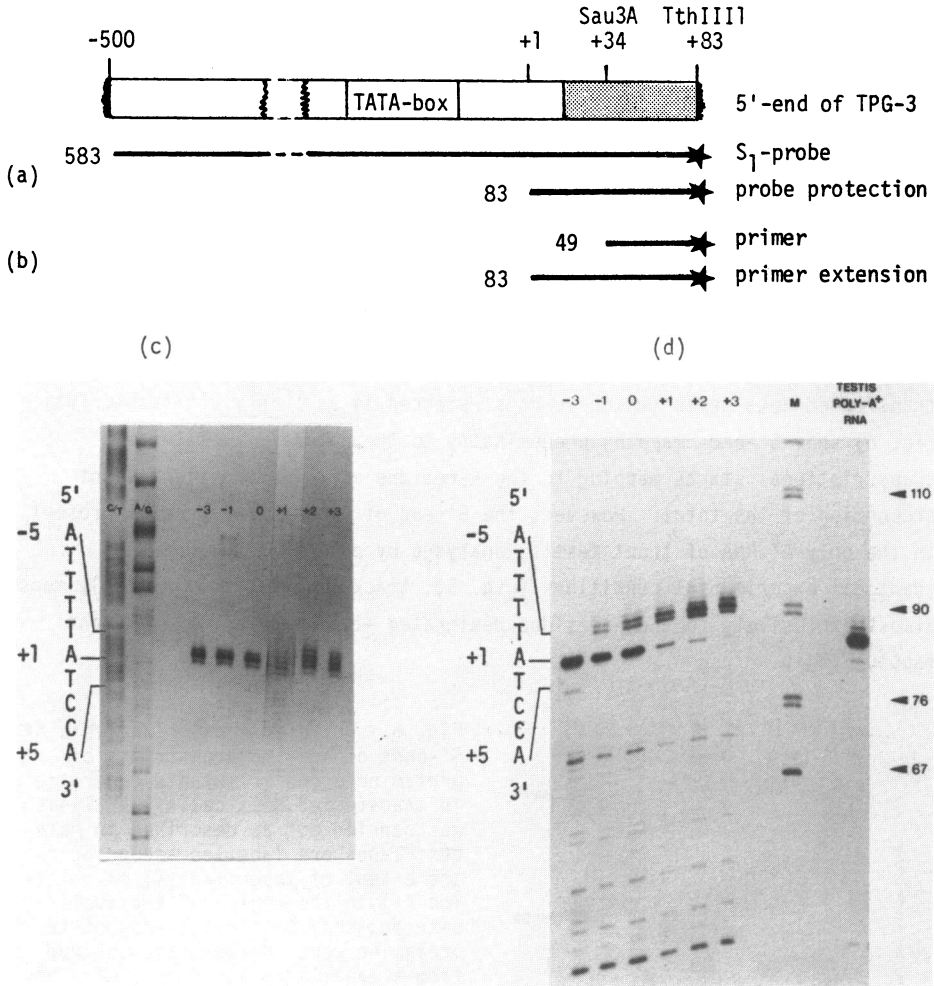 Sau3A TthIII1
-500 +1 +34 +83
TATA-box
5'-end of TPG-3
583
S1-probe
(a)
83
probe protection
49
primer
(b)
83
primer extension
(c)
(d)
5'
-5
A
T
T
T
T
+1
A
T
C
C
+5
A
3'
C/T A/G -3 -1 0 +1 +2 +3
-3 -1 0 +1 +2 +3 M
TESTIS
POLY-A+
RNA
5'
-5
A
T
T
T
T
+1
A
T
C
C
+5
A
3'
110
90
76
67